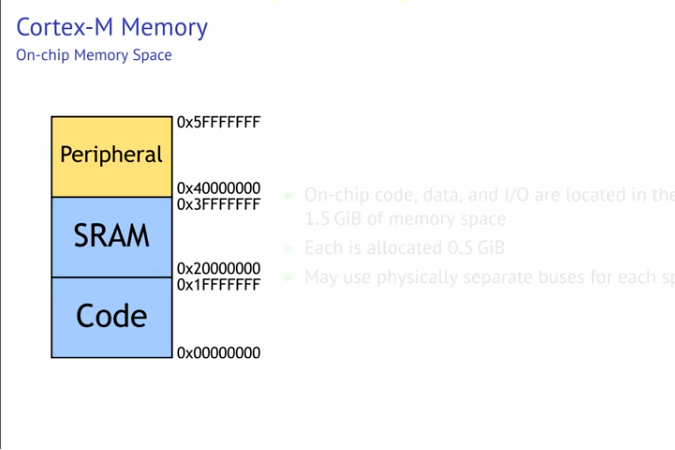 Cortex-M Memory
On-chip Memory Space
0x5FFFFFFF
Peripheral
0x40000000
0x3FFFFFFF
SRAM
0x20000000
0x1FFFFFFF
Code
0x00000000
On-chip code, data, and I/O are located in the
1.5 GiB of memory space
Each is allocated 0.5 GiB
May use physically separate buses for each